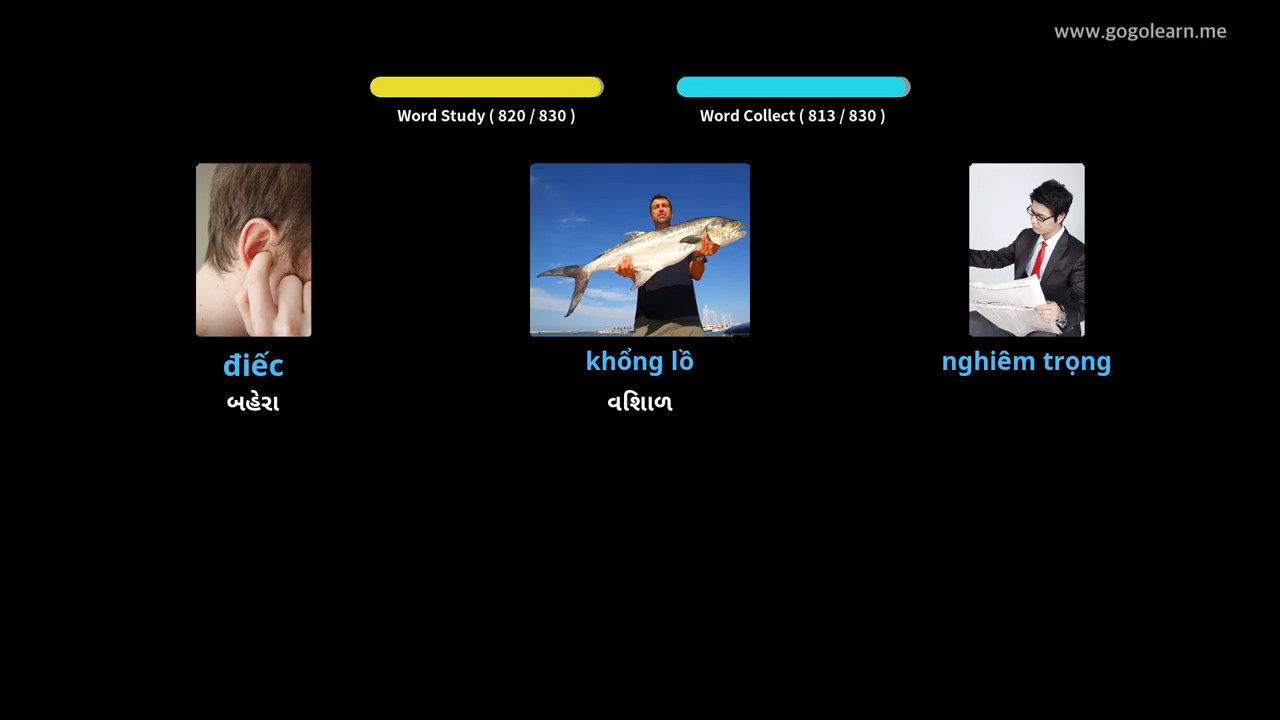 www.gogolearn.me
Word Study ( 820 / 830 )
Word Collect ( 813 / 830 )
điếc
khổng lồ
nghiêm trọng
બહેરા
વિશાળ